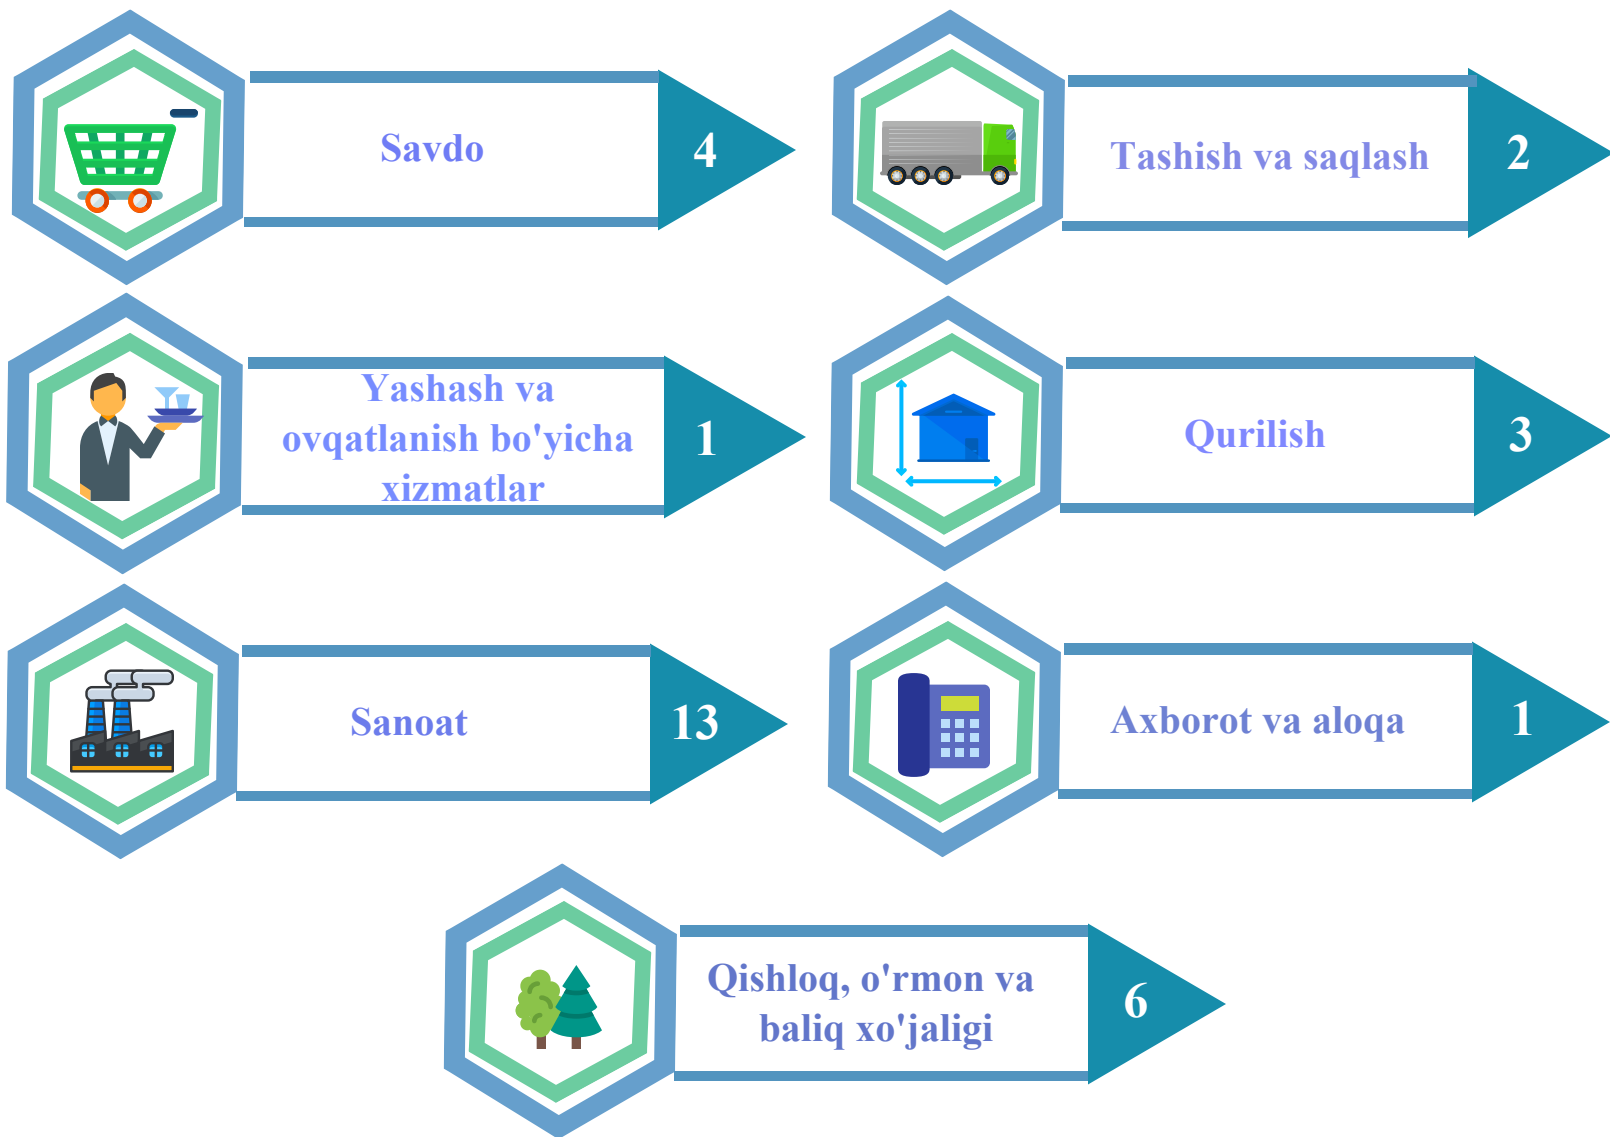 Savdo
4
Tashish va saqlash
2
Yashash va
ovqatlanish bo'yicha
xizmatlar
1
Qurilish
3
Sanoat
13
Axborot va aloqa
1
Qishloq, o'rmon va
baliq xo'jaligi
6